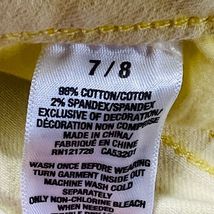 7/8
98% COTTON/COTON
2% SPANDEX/SPANDEX
EXCLUSIVE OF DECORATION/
DÉCORATION NON COMPRISE
MADE IN CHINA/
FABRIQUÉ EN CHINE
RN121726 CA
WASH ONCE BEFORE WEARING
TURN GARMENT INSIDE OUT
MACHINE WASH COLD
SEPARATELY
ONLY NON-CHLORINE BLEACH
WHEN NEEDED